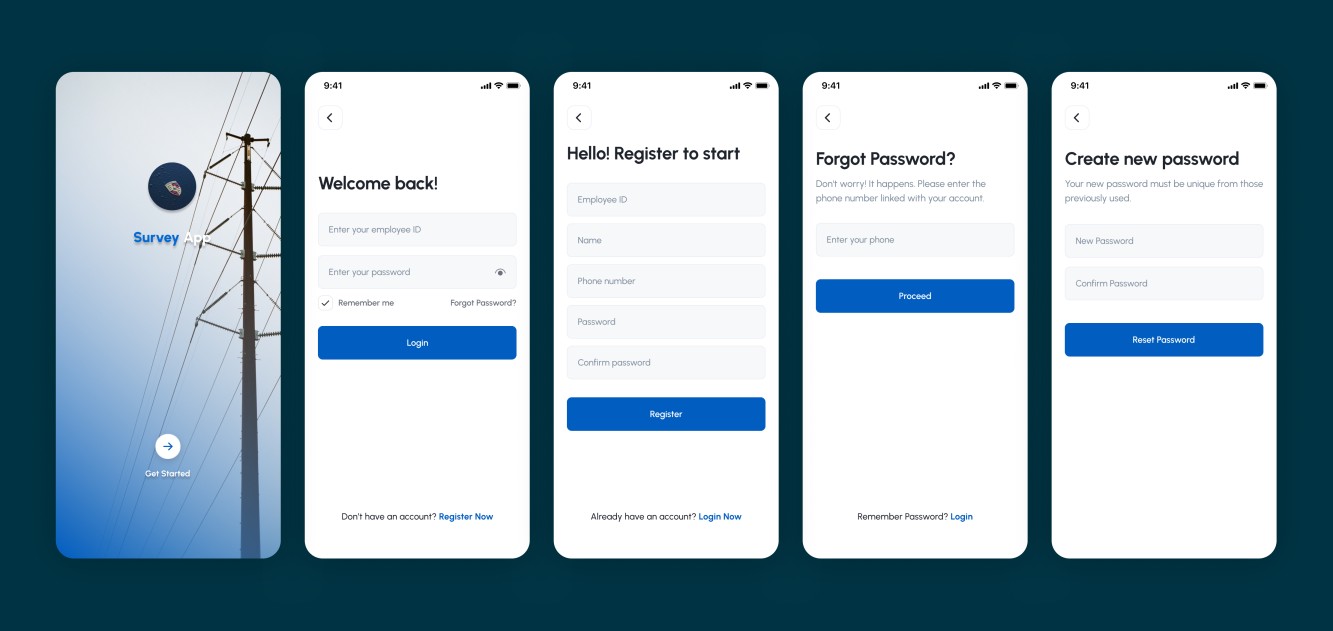 Survey App
Get Started
9:41
Welcome back!
Enter your employee ID
Enter your password
Remember me
Forgot Password?
Login
Don't have an account? Register Now
9:41
Hello! Register to start
Employee ID
Name
Phone number
Password
Confirm password
Register
Already have an account? Login Now
9:41
Forgot Password?
Don't worry! It happens. Please enter the
phone number linked with your account.
Enter your phone
Proceed
Remember Password? Login
9:41
Create new password
Your new password must be unique from those
previously used.
New Password
Confirm Password
Reset Password